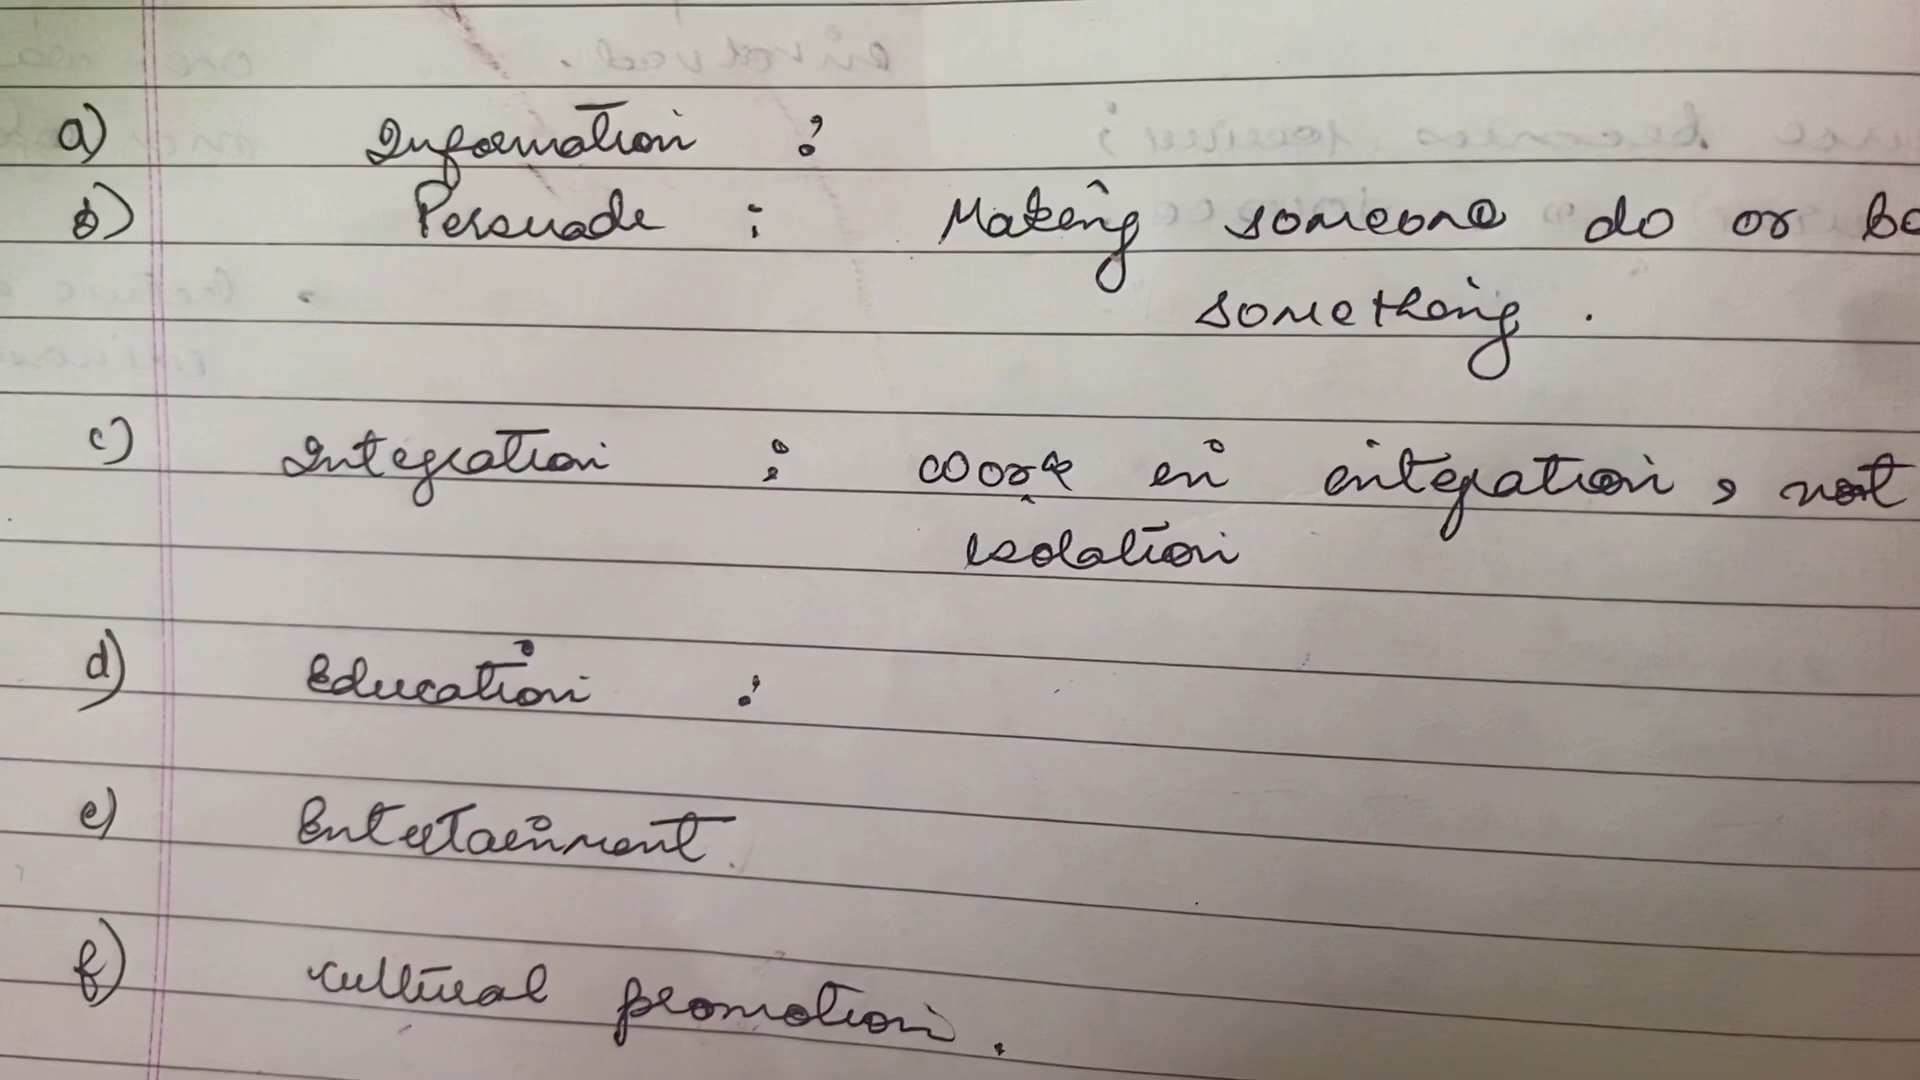 a) Information :
b) Persuade : Making someone do or be
something .
c) Integration : work in integration , not
isolation
d) Education :
e) Entertainment .
f) cultural promotion .